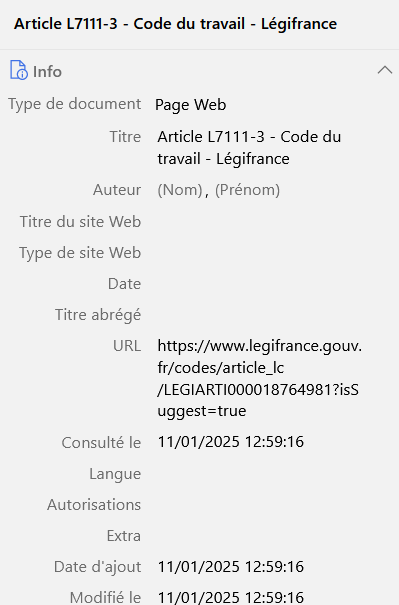 Article L7111-3 - Code du travail - Légifrance
Info
Type de document Page Web
Titre Article L7111-3 - Code du
travail - Légifrance
Auteur (Nom) , (Prénom)
Titre du site Web
Type de site Web
Date
Titre abrégé
URL https://www.legifrance.gouv.
fr/codes/article_lc
/LEGIARTI000018764981?isS
uggest=true
Consulté le 11/01/2025 12:59:16
Langue
Autorisations
Extra
Date d'ajout 11/01/2025 12:59:16
Modifié le 11/01/2025 12:59:16